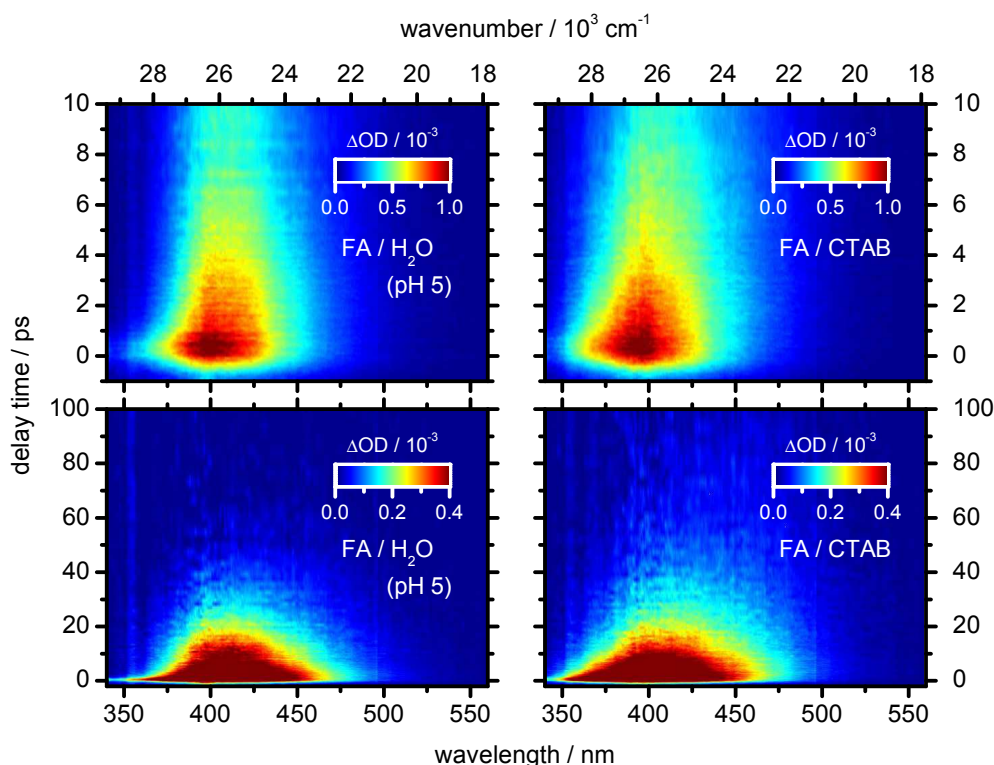 wavenumber / 10³ cm⁻¹
28 26 24 22 20 18 28 26 24 22 20 18
10 10
ΔOD / 10⁻³ ΔOD / 10⁻³
8 8
0.0 0.5 1.0 0.0 0.5 1.0
6 6
FA / H₂O FA / CTAB
4 4
(pH 5)
2 2
0 0
delay time / ps
100 100
ΔOD / 10⁻³ ΔOD / 10⁻³
80 80
0.0 0.2 0.4 0.0 0.2 0.4
60 60
FA / H₂O FA / CTAB
40 40
(pH 5)
20 20
0 0
350 400 450 500 550 350 400 450 500 550
wavelength / nm